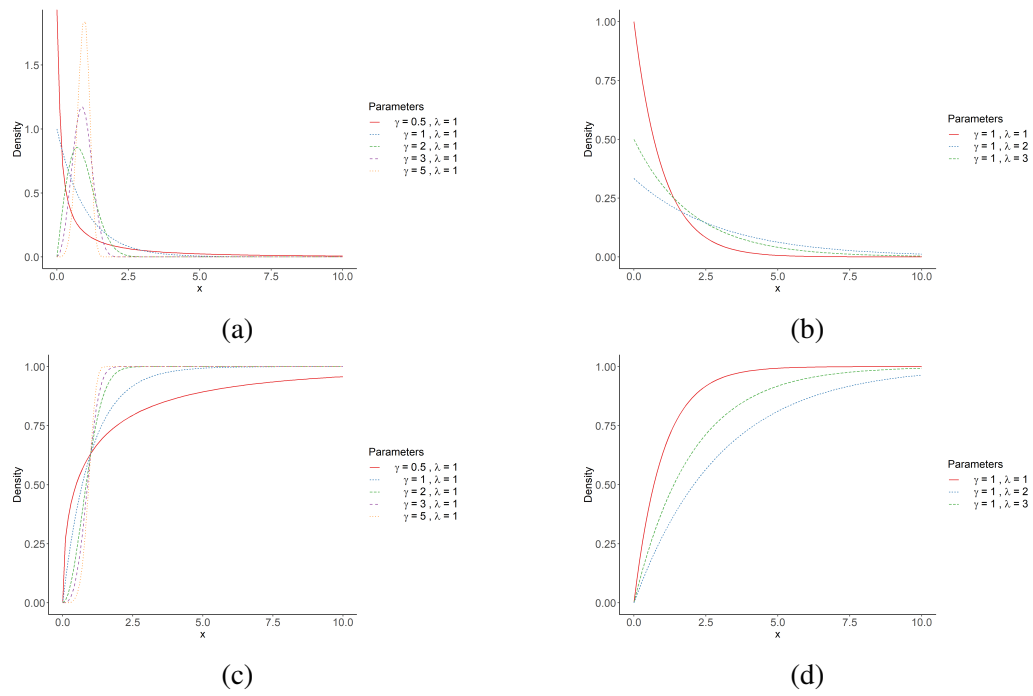 Density
1.5
1.0
0.5
0.0
0.0 2.5 5.0 7.5 10.0
x
Parameters
γ = 0.5 , λ = 1
γ = 1 , λ = 1
γ = 2 , λ = 1
γ = 3 , λ = 1
γ = 5 , λ = 1
(a)
Density
1.00
0.75
0.50
0.25
0.00
0.0 2.5 5.0 7.5 10.0
x
Parameters
γ = 1 , λ = 1
γ = 1 , λ = 2
γ = 1 , λ = 3
(b)
Density
1.00
0.75
0.50
0.25
0.00
0.0 2.5 5.0 7.5 10.0
x
Parameters
γ = 0.5 , λ = 1
γ = 1 , λ = 1
γ = 2 , λ = 1
γ = 3 , λ = 1
γ = 5 , λ = 1
(c)
Density
1.00
0.75
0.50
0.25
0.00
0.0 2.5 5.0 7.5 10.0
x
Parameters
γ = 1 , λ = 1
γ = 1 , λ = 2
γ = 1 , λ = 3
(d)